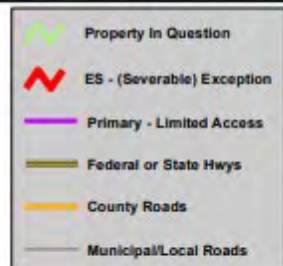 Property In Question
ES - (Severable) Exception
Primary - Limited Access
Federal or State Hwys
County Roads
Municipal/Local Roads